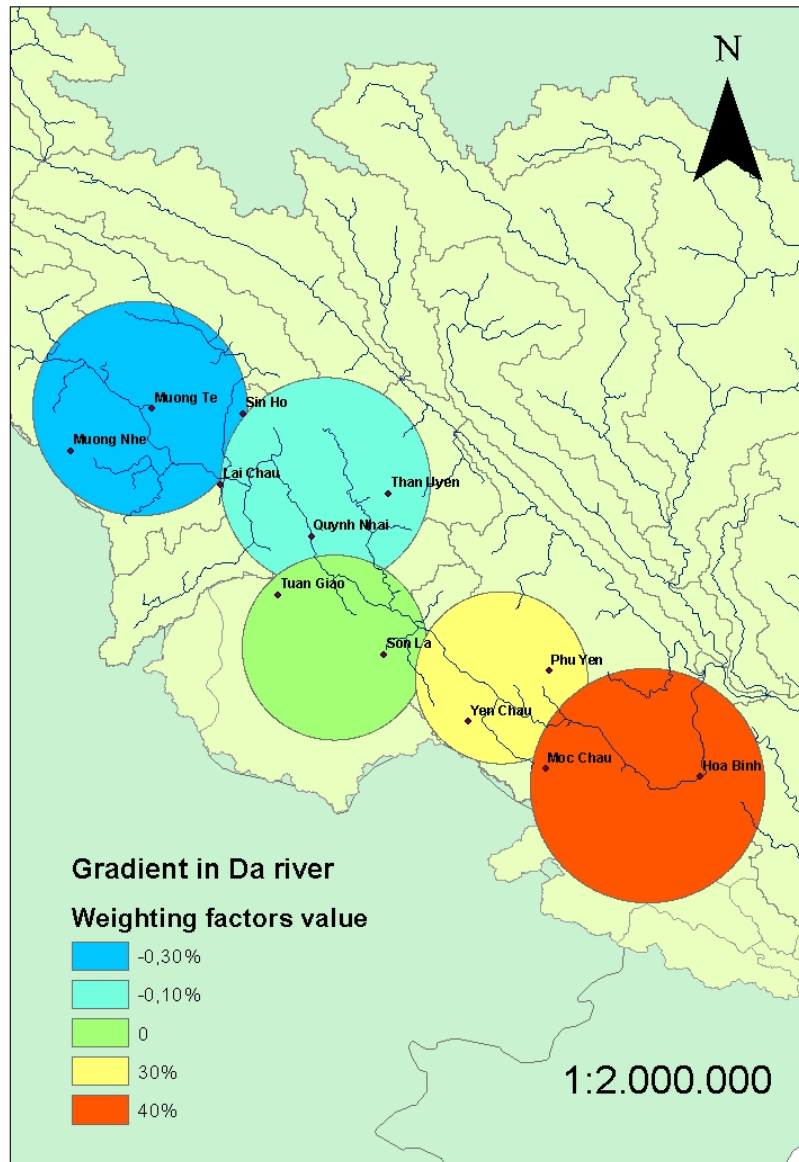 N
Muong Te
Sin Ho
Muong Nhe
Lai Chau
Than Uyen
Quynh Nhai
Tuan Giao
Son La
Phu Yen
Yen Chau
Moc Chau
Hoa Binh
Gradient in Da river
Weighting factors value
-0,30%
-0,10%
0
30%
40%
1:2.000.000